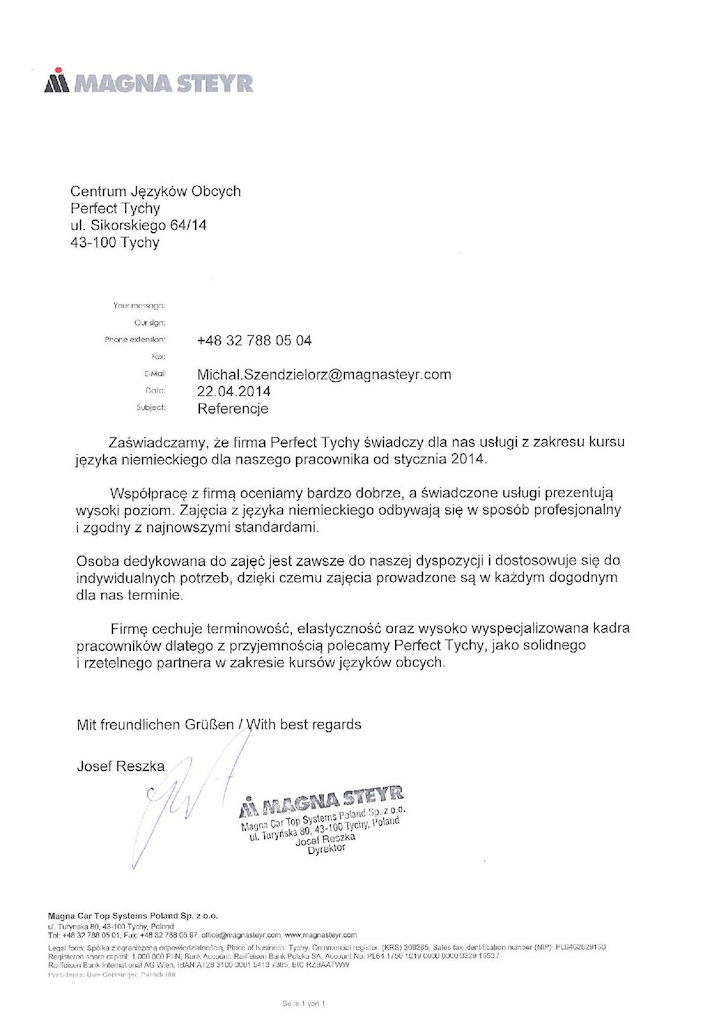 MAGNA STEYR
Centrum Języków Obcych
Perfect Tychy
ul. Sikorskiego 64/14
43-100 Tychy
Your message:
Our sign:
Phone extension: +48 32 788 05 04
Fax:
E-Mail: Michal.Szendzielorz@magnasteyr.com
Date: 22.04.2014
Subject: Referencje
Zaświadczamy, że firma Perfect Tychy świadczy dla nas usługi z zakresu kursu
języka niemieckiego dla naszego pracownika od stycznia 2014.
Współpracę z firmą oceniamy bardzo dobrze, a świadczone usługi prezentują
wysoki poziom. Zajęcia z języka niemieckiego odbywają się w sposób profesjonalny
i zgodny z najnowszymi standardami.
Osoba dedykowana do zajęć jest zawsze do naszej dyspozycji i dostosowuje się do
indywidualnych potrzeb, dzięki czemu zajęcia prowadzone są w każdym dogodnym
dla nas terminie.
Firmę cechuje terminowość, elastyczność oraz wysoko wyspecjalizowana kadra
pracowników dlatego z przyjemnością polecamy Perfect Tychy, jako solidnego
i rzetelnego partnera w zakresie kursów języków obcych.
Mit freundlichen Grüßen / With best regards
Josef Reszka
MAGNA STEYR
Magna Car Top Systems Poland Sp. z o.o.
ul. Turyńska 80, 43-100 Tychy, Poland
Josef Reszka
Dyrektor
Magna Car Top Systems Poland Sp. z o.o.
ul. Turyńska 80, 43-100 Tychy, Poland
Tel: +48 32 788 05 01, Fax: +48 32 788 05 97, office@magnasteyr.com, www.magnasteyr.com
Legal form: Spółka z ograniczoną odpowiedzialnością, Place of business: Tychy, Commercial register: (KRS) 309285, Sales tax identification number (NIP): PL6462829150
Registered share capital: 1 000 000 PLN, Bank Account: Raiffeisen Bank Polska SA, Account No. PL64 1750 1019 0000 0000 0329
Raiffeisen Bank International AG Wien, IBAN AT28 3100 0001 5413 7385, BIC RZBAATWW
Presidents: Uwe Geissinger, Patrick
Seite 1 von 1